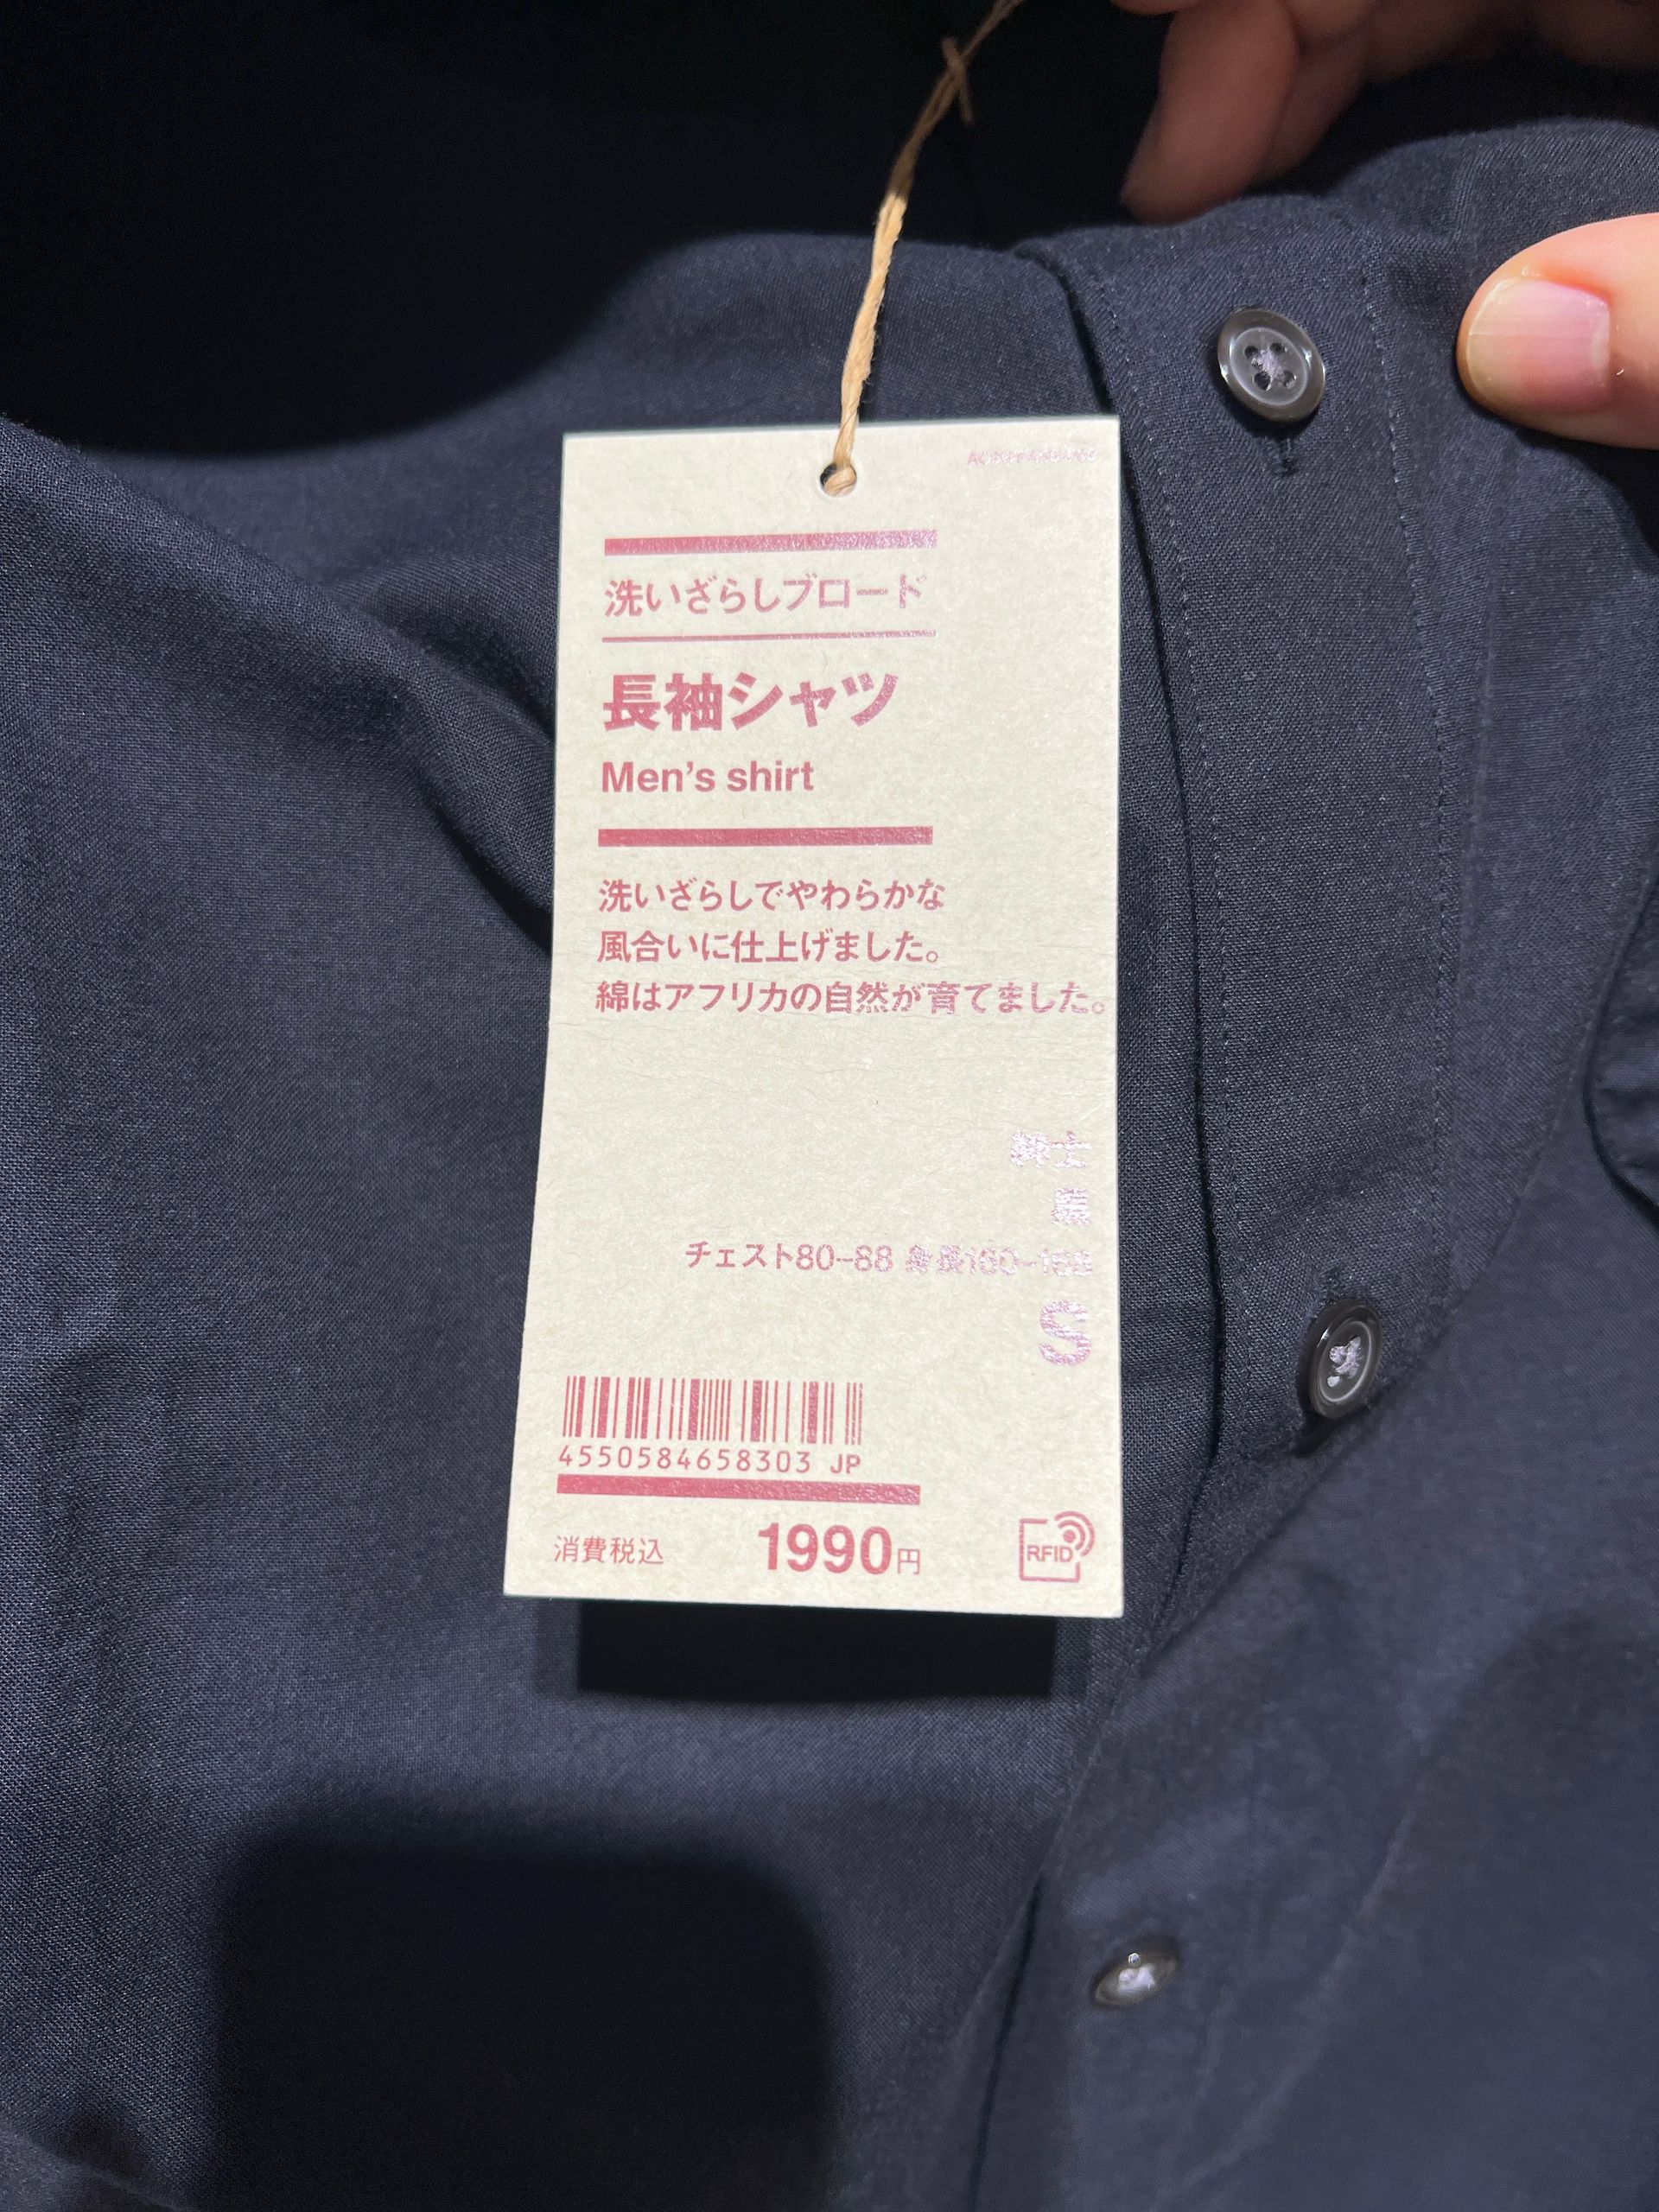 洗いざらしブロード
長袖シャツ
Men's shirt
洗いざらしでやわらかな
風合いに仕上げました。
綿はアフリカの自然が育てました。
紳士
チェスト80-88 身長160-168
S
4550584658303 JP
消費税込 1990円
RFID